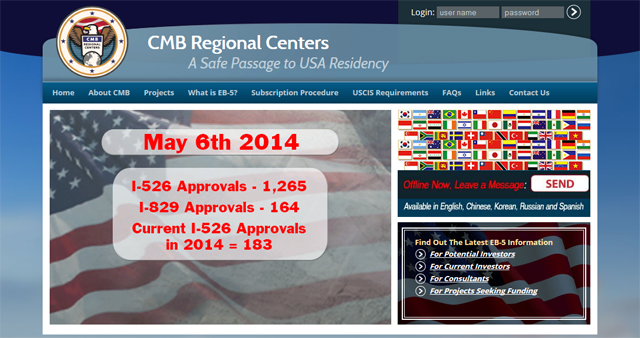 Login: user name password
CMB
REGIONAL
CENTERS
CMB Regional Centers
A Safe Passage to USA Residency
Home About CMB Projects What is EB-5? Subscription Procedure USCIS Requirements FAQs Links Contact Us
May 6th 2014
I-526 Approvals - 1,265
I-829 Approvals - 164
Current I-526 Approvals
in 2014 = 183
Offline Now, Leave a Message: SEND
Available in English, Chinese, Korean, Russian and Spanish
Find Out The Latest EB-5 Information
For Potential Investors
For Current Investors
For Consultants
For Projects Seeking Funding